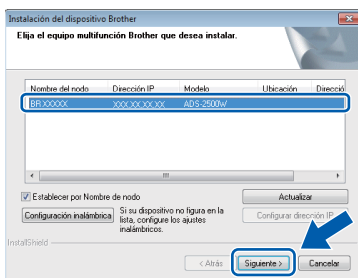 Instalación del dispositivo Brother
Elija el equipo multifunción Brother que desea instalar.
Nombre del nodo Dirección IP Modelo Ubicación Direcció
BRXXXXX XXX.XX.XX.XX ADS-2500W
Establecer por Nombre de nodo
Actualizar
Configuración inalámbrica
Si su dispositivo no figura en la
lista, configure los ajustes
inalámbricos.
Configurar dirección IP
InstallShield
< Atrás Siguiente > Cancelar